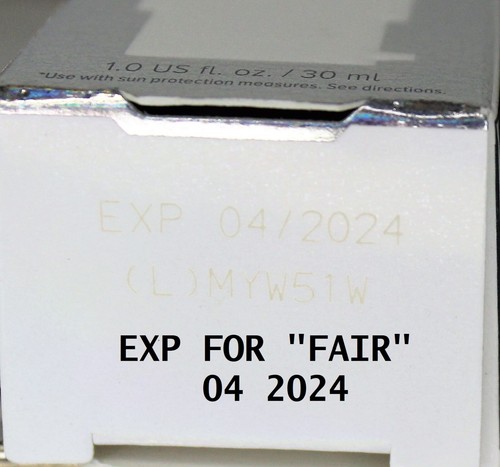 1.0 US fl. oz. / 30 ml
*Use with sun protection measures. See directions.
EXP 04/2024
(L)MYW51W
EXP FOR "FAIR"
04 2024